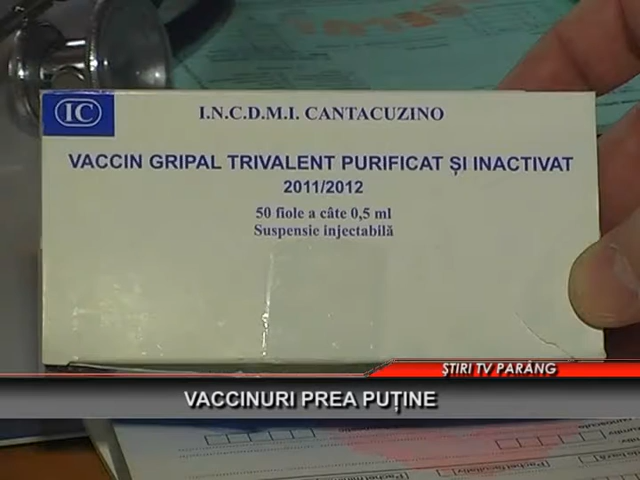 IC
I.N.C.D.M.I. CANTACUZINO
VACCIN GRIPAL TRIVALENT PURIFICAT ȘI INACTIVAT
2011/2012
50 fiole a câte 0,5 ml
Suspensie injectabilă
ȘTIRI TV PARÂNG
VACCINURI PREA PUȚINE